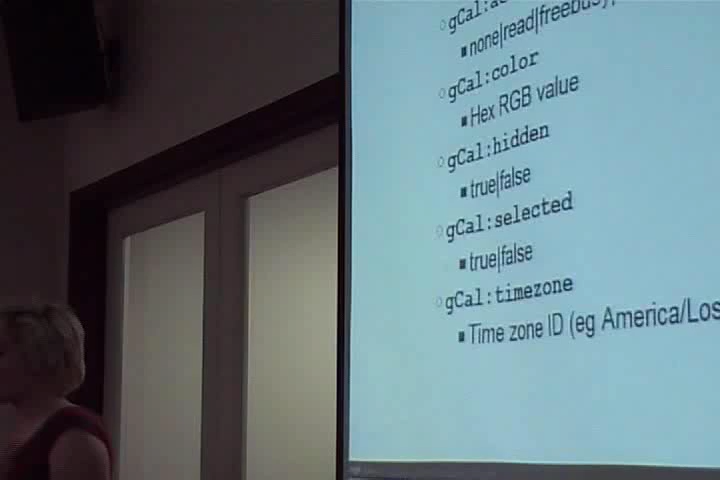 none|read|freebusy
gCal:color
Hex RGB value
gCal:hidden
true|false
gCal:selected
true|false
gCal:timezone
Time zone ID (eg America/Los